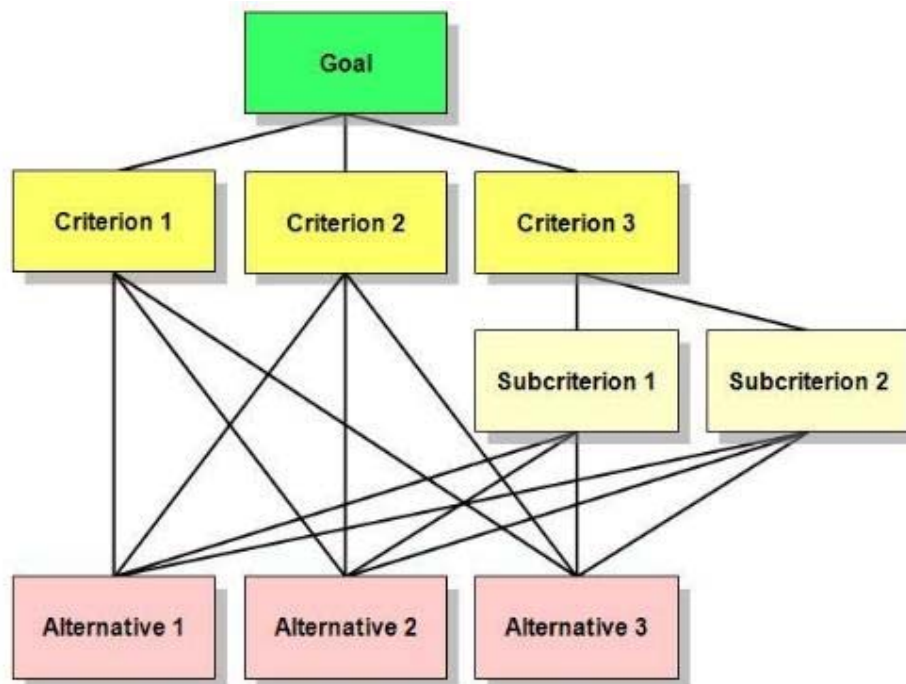 Goal
Criterion 1
Criterion 2
Criterion 3
Subcriterion 1
Subcriterion 2
Alternative 1
Alternative 2
Alternative 3